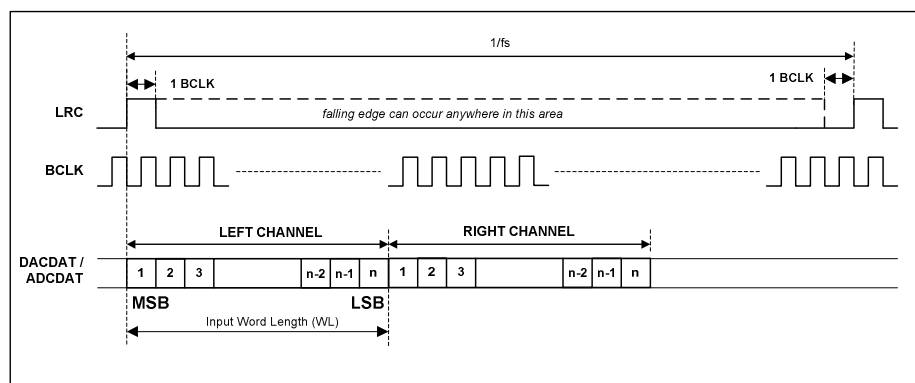 1/fs
1 BCLK
1 BCLK
LRC
falling edge can occur anywhere in this area
BCLK
LEFT CHANNEL
RIGHT CHANNEL
DACDAT /
ADCDAT
1 2 3 n-2 n-1 n 1 2 3 n-2 n-1 n
MSB
LSB
Input Word Length (WL)